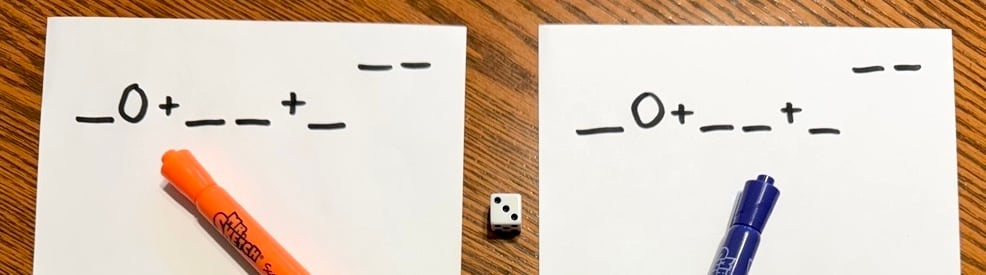 _ _
_0 + _ _ + _
_ _
_0 + _ _ + _
MR. SKETCH